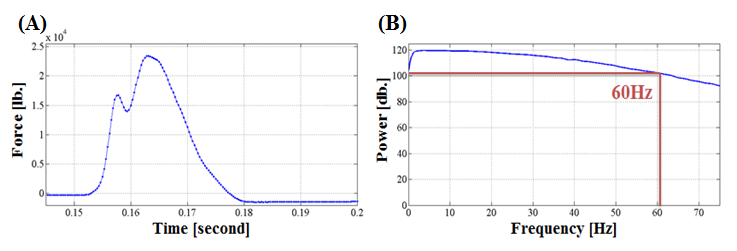 (A)
x 10⁴
2.5
2
1.5
1
0.5
0
0.15 0.16 0.17 0.18 0.19 0.2
Force [lb.]
Time [second]
(B)
120
100
80
60
40
20
0
0 10 20 30 40 50 60 70
60Hz
Power [db.]
Frequency [Hz]